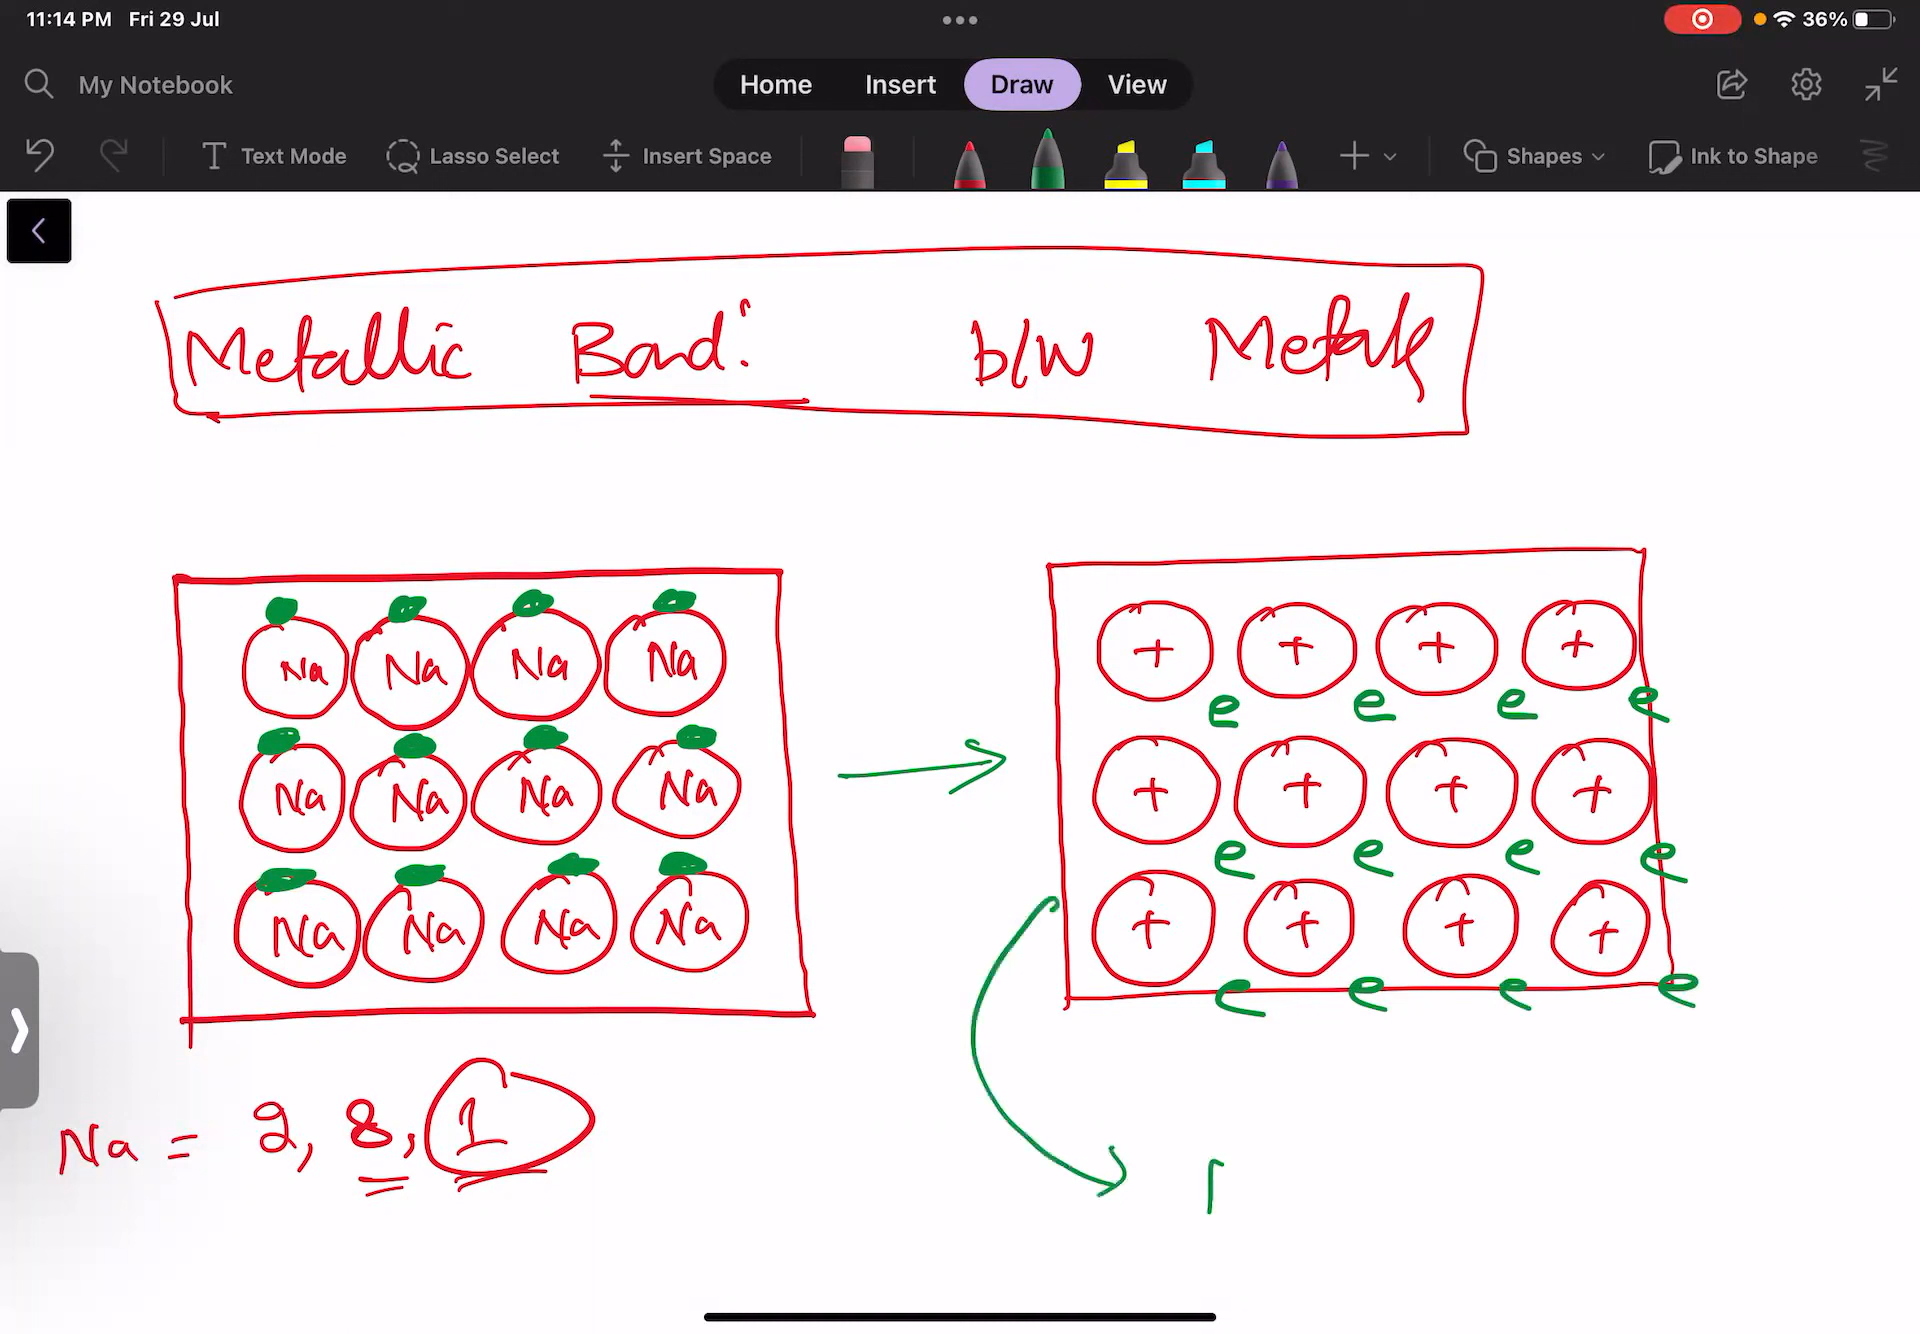 11:14 PM Fri 29 Jul
36%
My Notebook
Home Insert Draw View
Text Mode Lasso Select Insert Space Shapes Ink to Shape
Metallic Bond: b/w Metals
Na Na Na Na
+ + + +
e e e e
Na Na Na Na
+ + + +
e e e e
Na Na Na Na
+ + + +
e e e e
Na = 2, 8, 1